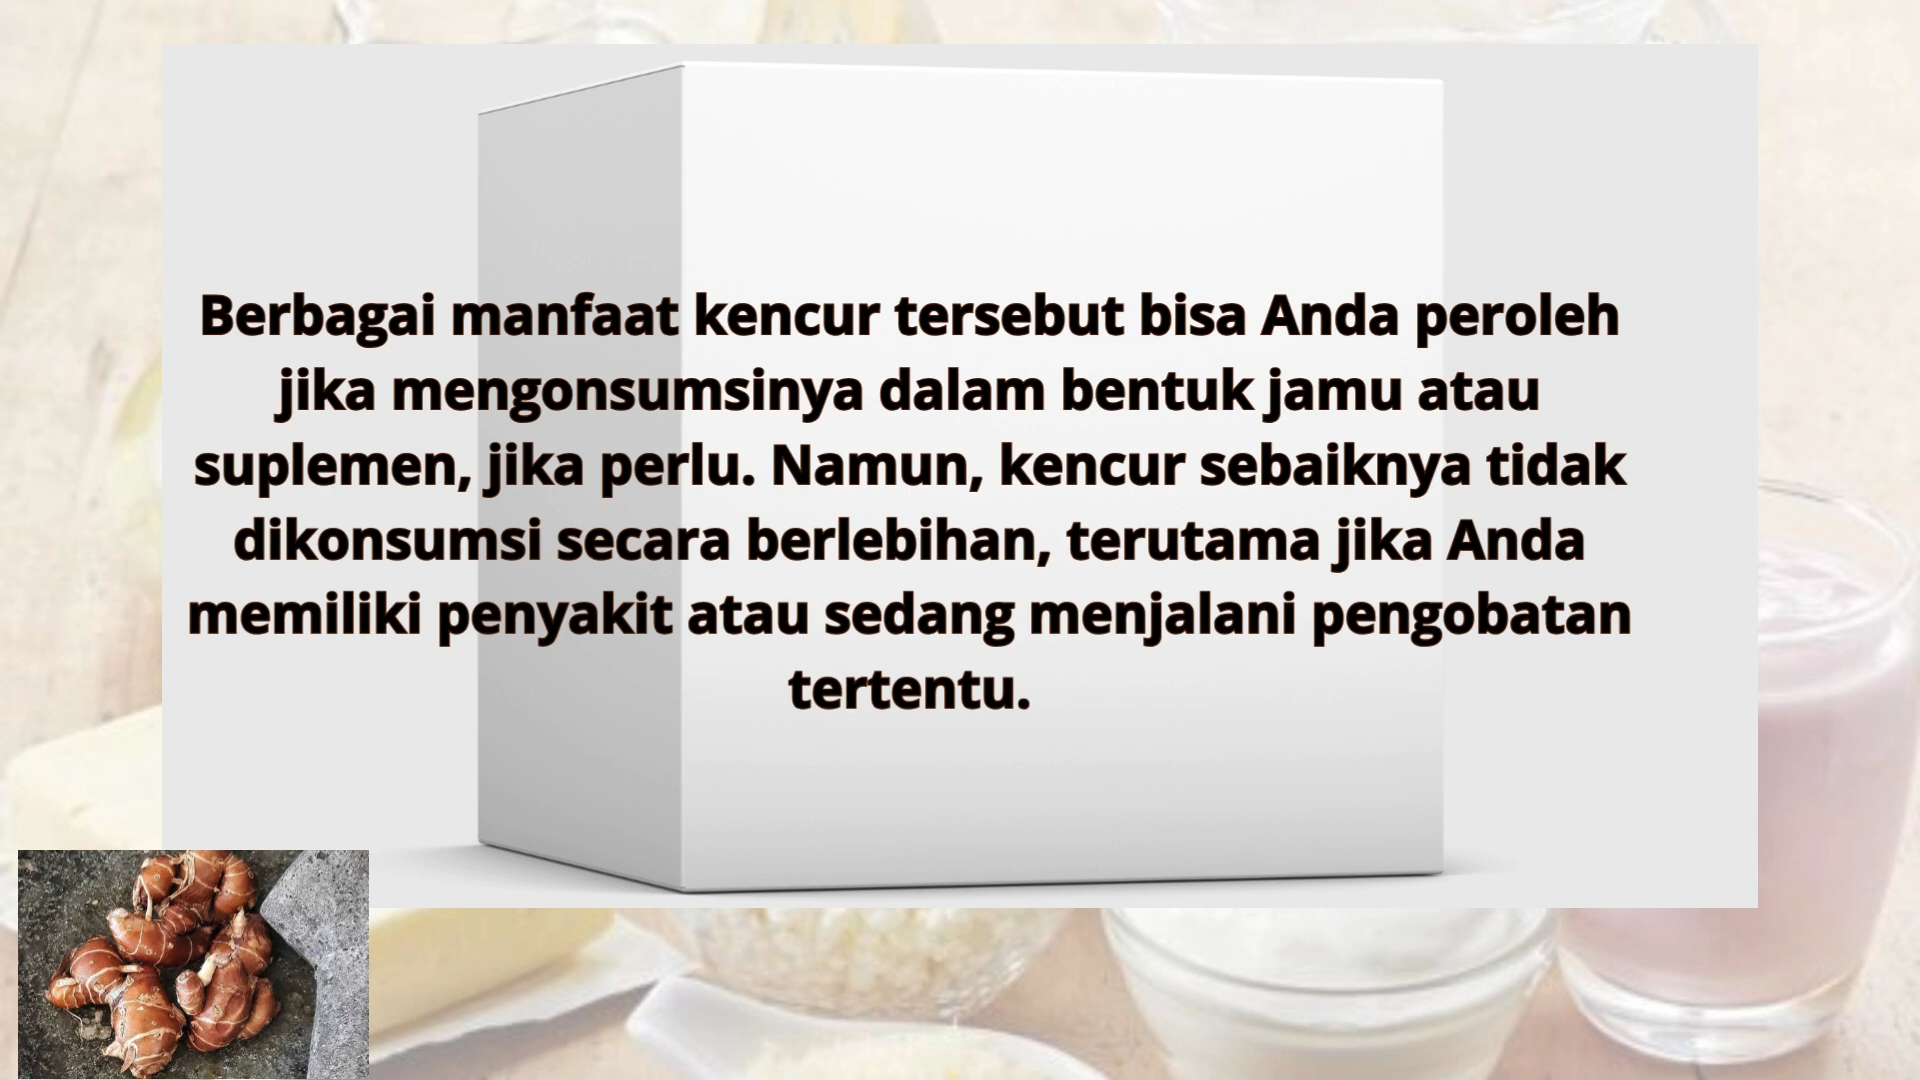 Berbagai manfaat kencur tersebut bisa Anda peroleh
jika mengonsumsinya dalam bentuk jamu atau
suplemen, jika perlu. Namun, kencur sebaiknya tidak
dikonsumsi secara berlebihan, terutama jika Anda
memiliki penyakit atau sedang menjalani pengobatan
tertentu.